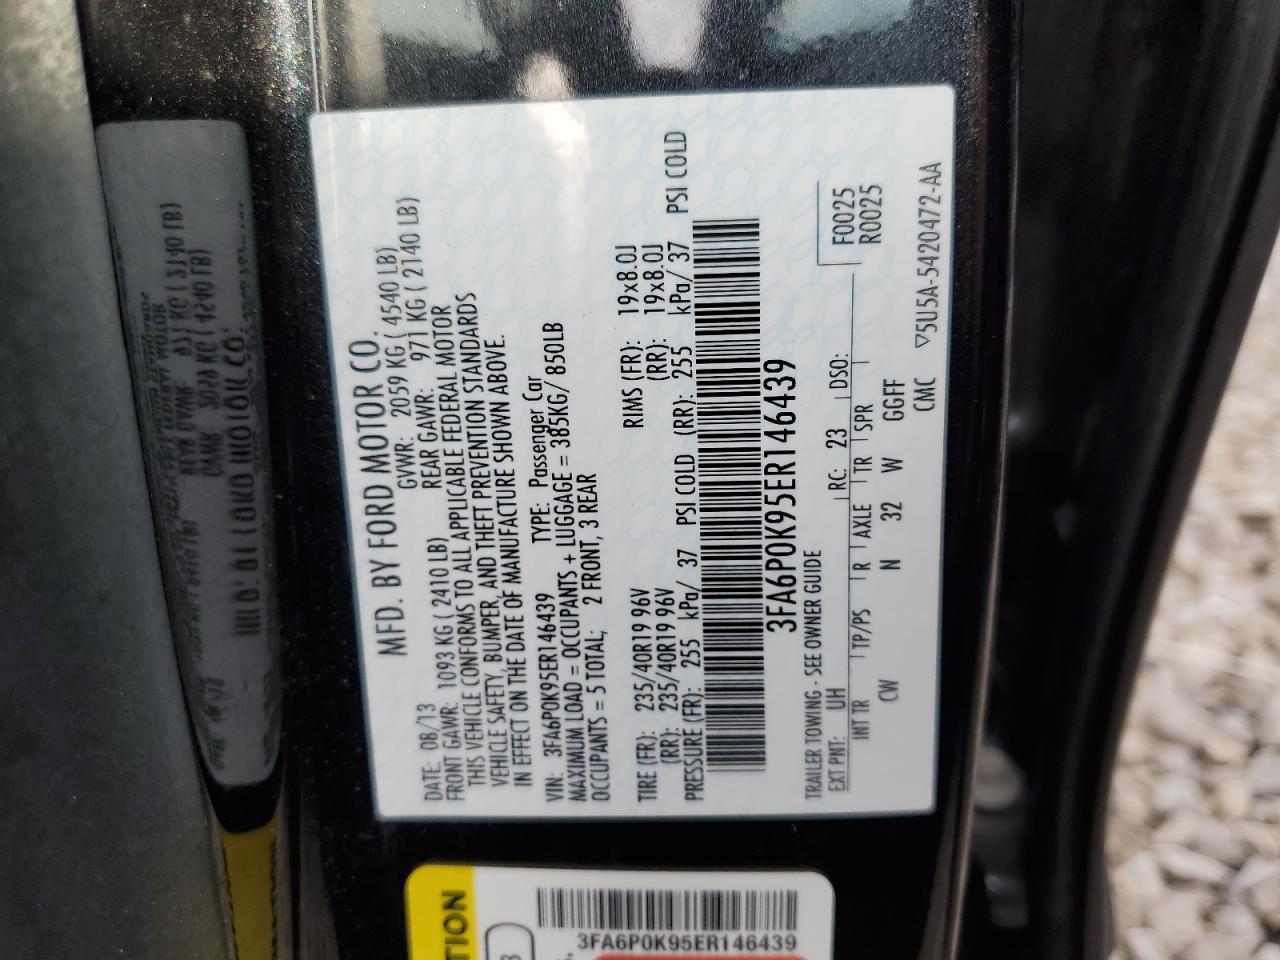 MFD. BY FORD MOTOR CO.
DATE: 08/13 GVWR: 2059 KG ( 4540 LB)
FRONT GAWR: 1093 KG ( 2410 LB) REAR GAWR: 971 KG ( 2140 LB)
THIS VEHICLE CONFORMS TO ALL APPLICABLE FEDERAL MOTOR
VEHICLE SAFETY, BUMPER, AND THEFT PREVENTION STANDARDS
IN EFFECT ON THE DATE OF MANUFACTURE SHOWN ABOVE.
VIN: 3FA6P0K95ER146439 TYPE: Passenger Car
MAXIMUM LOAD = OCCUPANTS + LUGGAGE = 385KG/ 850LB
OCCUPANTS = 5 TOTAL; 2 FRONT, 3 REAR
TIRE (FR): 235/40R19 96V RIMS (FR): 19x8.0J
(RR): 235/40R19 96V (RR): 19x8.0J
PRESSURE (FR): 255 kPa/ 37 PSI COLD (RR): 255 kPa/ 37 PSI COLD
3FA6P0K95ER146439
TRAILER TOWING - SEE OWNER GUIDE
EXT PNT: UH RC: 23 DSO: F0025
INT TR TP/PS R AXLE TR SPR R0025
CW N 32 W GGFF
CMC ▽5U5A-5420472-AA
TION
3FA6P0K95ER146439